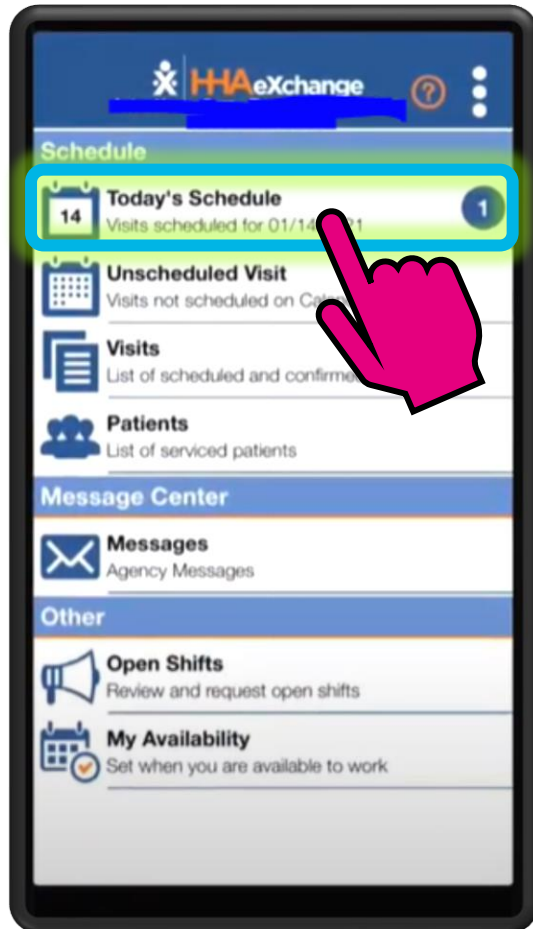 HHAeXchange
?
Schedule
14
Today's Schedule
1
Visits scheduled for 01/14 21
Unscheduled Visit
Visits not scheduled on
Visits
List of scheduled and
Patients
List of serviced patients
Message Center
Messages
Agency Messages
Other
Open Shifts
Review and request open shifts
My Availability
Set when you are available to work